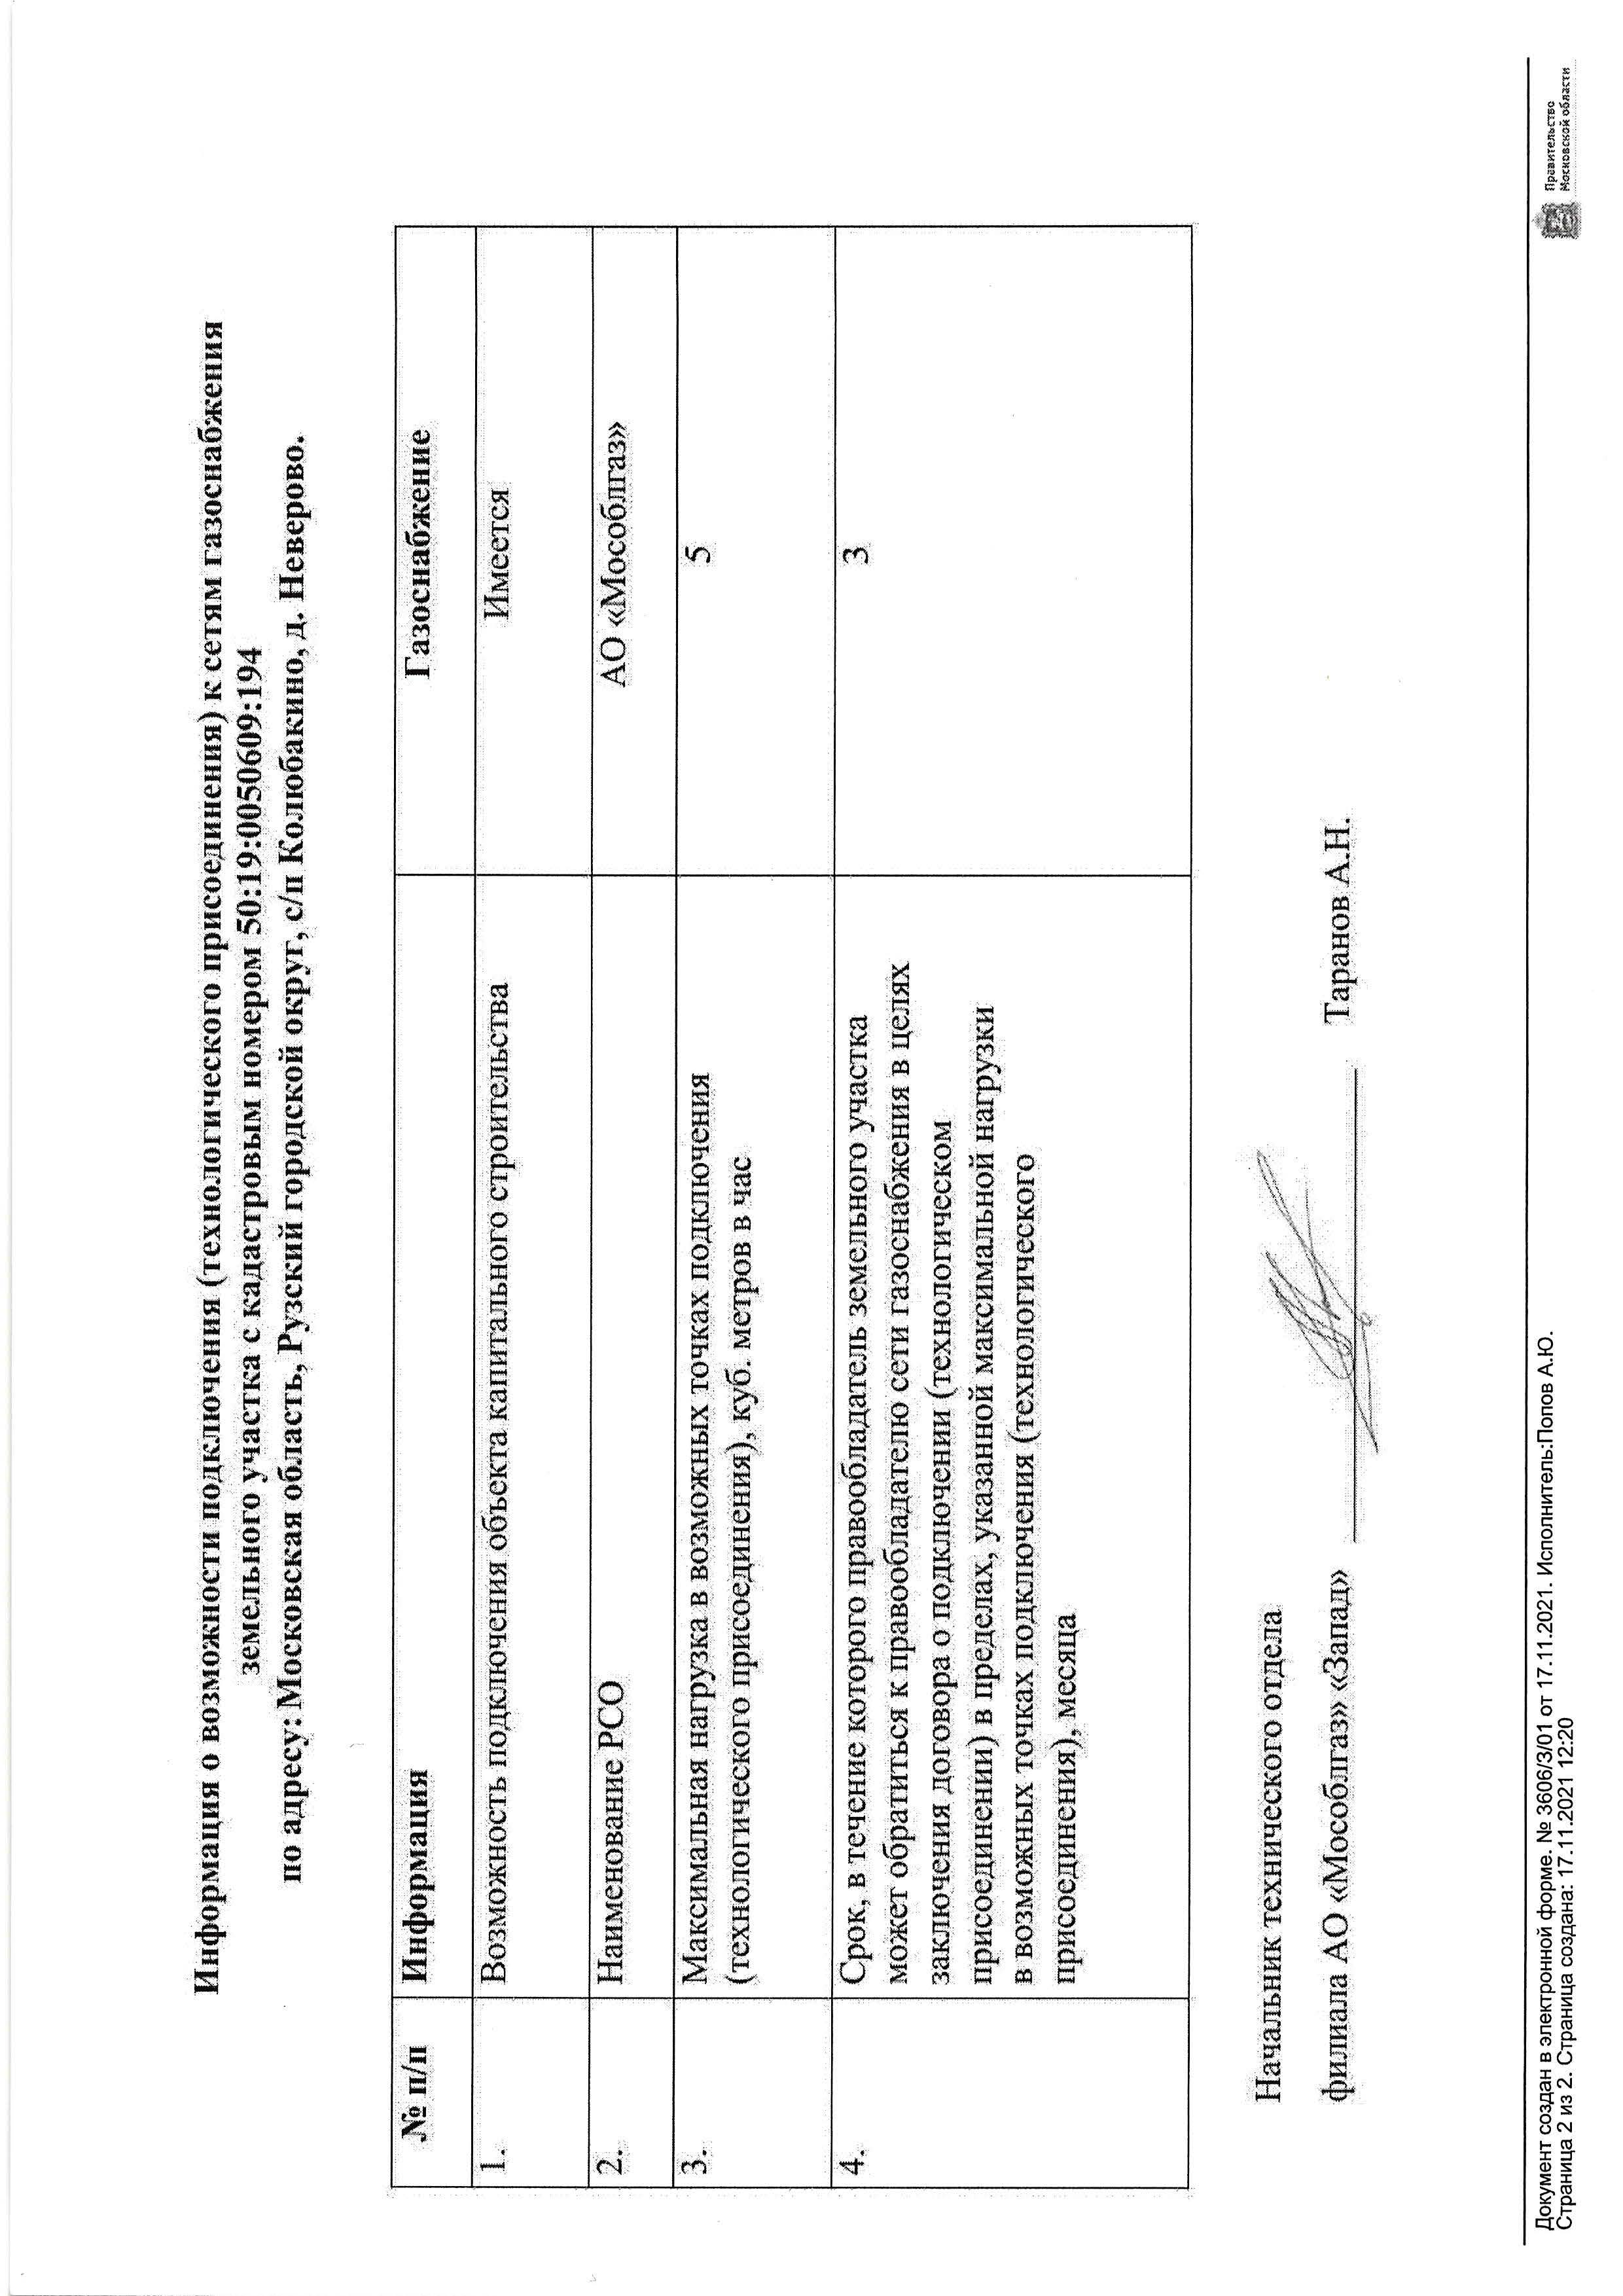 Информация о возможности подключения (технологического присоединения) к сетям газоснабжения
земельного участка с кадастровым номером 50:19:0050609:194
по адресу: Московская область, Рузский городской округ, с/п Колюбакино, д. Неверово.
№ п/п Информация Газоснабжение
1. Возможность подключения объекта капитального строительства Имеется
2. Наименование РСО АО «Мособлгаз»
3. Максимальная нагрузка в возможных точках подключения 5
(технологического присоединения), куб. метров в час
4. Срок, в течение которого правообладатель земельного участка 3
может обратиться к правообладателю сети газоснабжения в целях
заключения договора о подключении (технологическом
присоединении) в пределах, указанной максимальной нагрузки
в возможных точках подключения (технологического
присоединения), месяца
Начальник технического отдела
филиала АО «Мособлгаз» «Запад» Таранов А.Н.
Документ создан в электронной форме. № 3606/3/01 от 17.11.2021. Исполнитель:Попов А.Ю.
Страница 2 из 2. Страница создана: 17.11.2021 12:20
Правительство
Московской области